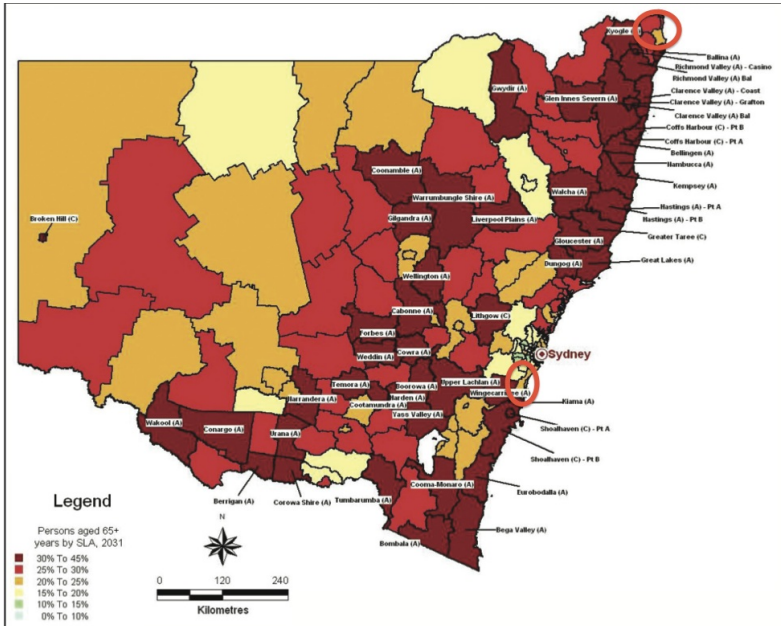 Kyogle (A)
Ballina (A)
Richmond Valley (A) - Casino
Richmond Valley (A) Bal
Gwydir (A)
Glen Innes Severn (A)
Clarence Valley (A) - Coast
Clarence Valley (A) - Grafton
Clarence Valley (A) Bal
Coffs Harbour (C) - Pt B
Coffs Harbour (C) - Pt A
Bellingen (A)
Nambucca (A)
Coonamble (A)
Kempsey (A)
Warrumbungle Shire (A)
Walcha (A)
Hastings (A) - Pt A
Broken Hill (C)
Gilgandra (A)
Liverpool Plains (A)
Hastings (A) - Pt B
Gloucester (A)
Greater Taree (C)
Dungog (A)
Great Lakes (A)
Wellington (A)
Cabonne (A)
Lithgow (C)
Forbes (A)
Weddin (A)
Cowra (A)
Sydney
Temora (A)
Boorowa (A)
Upper Lachlan (A)
Narrandera (A)
Harden (A)
Wingecarribee (A)
Cootamundra (A)
Kiama (A)
Yass Valley (A)
Wakool (A)
Conargo (A)
Urana (A)
Shoalhaven (C) - Pt A
Shoalhaven (C) - Pt B
Cooma-Monaro (A)
Eurobodalla (A)
Berrigan (A)
Corowa Shire (A)
Tumbarumba (A)
Bega Valley (A)
Bombala (A)
Legend
Persons aged 65+
years by SLA, 2031
30% To 45%
25% To 30%
20% To 25%
15% To 20%
10% To 15%
0% To 10%
N
0 120 240
Kilometres